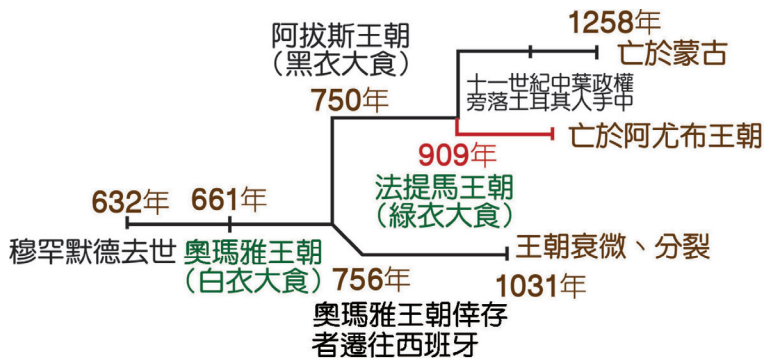 1258年
亡於蒙古
阿拔斯王朝
（黑衣大食）
750年
十一世紀中葉政權
旁落土耳其人手中
亡於阿尤布王朝
909年
法提馬王朝
（綠衣大食）
632年
661年
穆罕默德去世
奧瑪雅王朝
（白衣大食）
王朝衰微、分裂
756年
1031年
奧瑪雅王朝倖存
者遷往西班牙